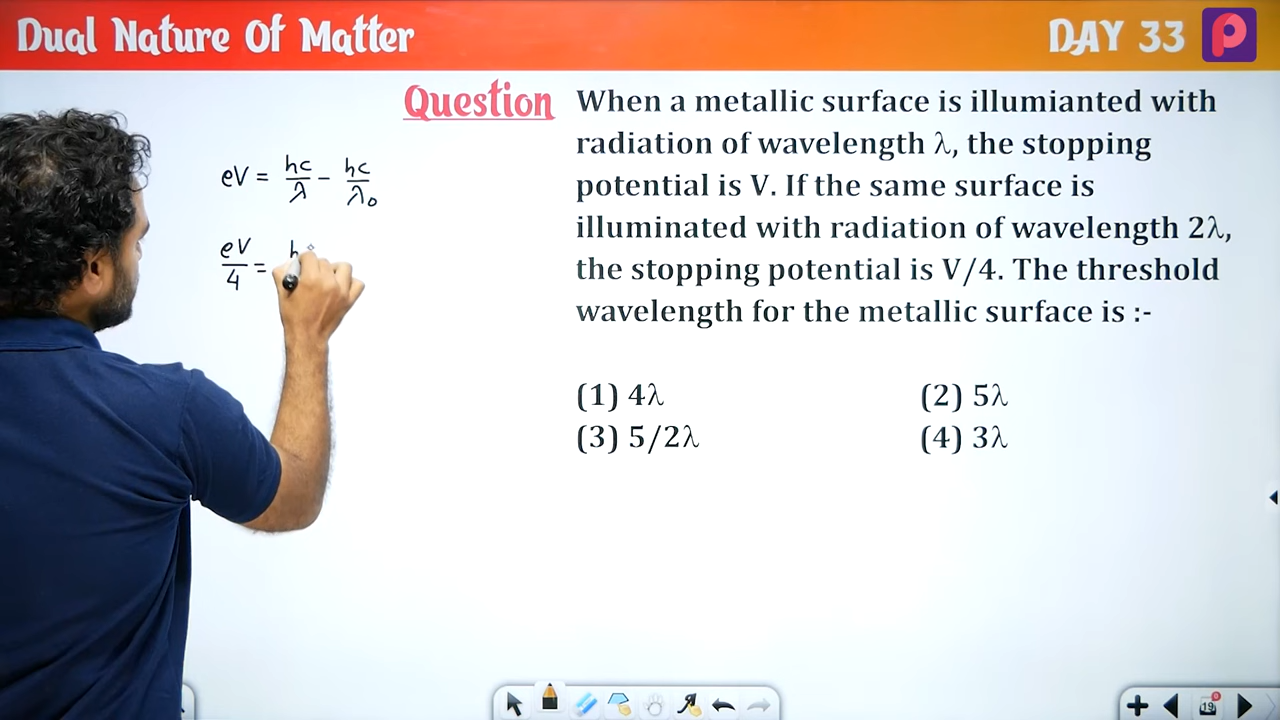 Dual Nature Of Matter
DAY 33
Question
When a metallic surface is illumianted with
radiation of wavelength λ, the stopping
potential is V. If the same surface is
illuminated with radiation of wavelength 2λ,
the stopping potential is V/4. The threshold
wavelength for the metallic surface is :-
(1) 4λ (2) 5λ
(3) 5/2λ (4) 3λ
eV = hc/λ - hc/λ₀
eV/4 = h
19